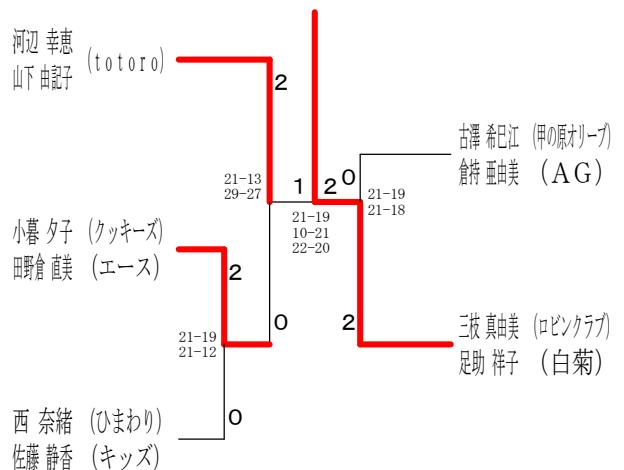 河辺 幸恵 (totoro)
山下 由記子
2
21-13
29-27
小暮 夕子 (クッキーズ)
田野倉 直美 (エース)
2
21-19
21-12
0
西 奈緒 (ひまわり)
佐藤 静香 (キッズ)
0
1 2
21-19
10-21
22-20
古澤 希巳江 (甲の原オリーブ)
倉持 亜由美 (AG)
0
21-19
21-18
2
三枝 真由美 (ロビンクラブ)
足助 祥子 (白菊)